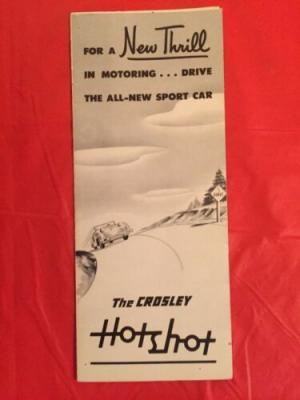 FOR A New Thrill
IN MOTORING . . . DRIVE
THE ALL-NEW SPORT CAR
The CROSLEY
Hotshot